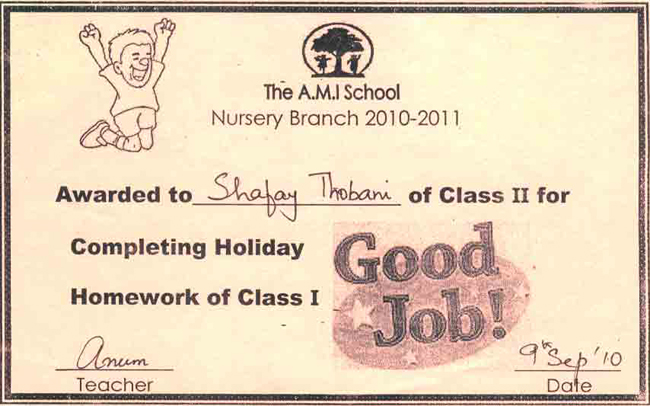 The A.M.I School
Nursery Branch 2010-2011
Awarded to Shafay Thobani of Class II for
Completing Holiday
Homework of Class I
Good
Job!
Anum
Teacher
9th Sep '10
Date